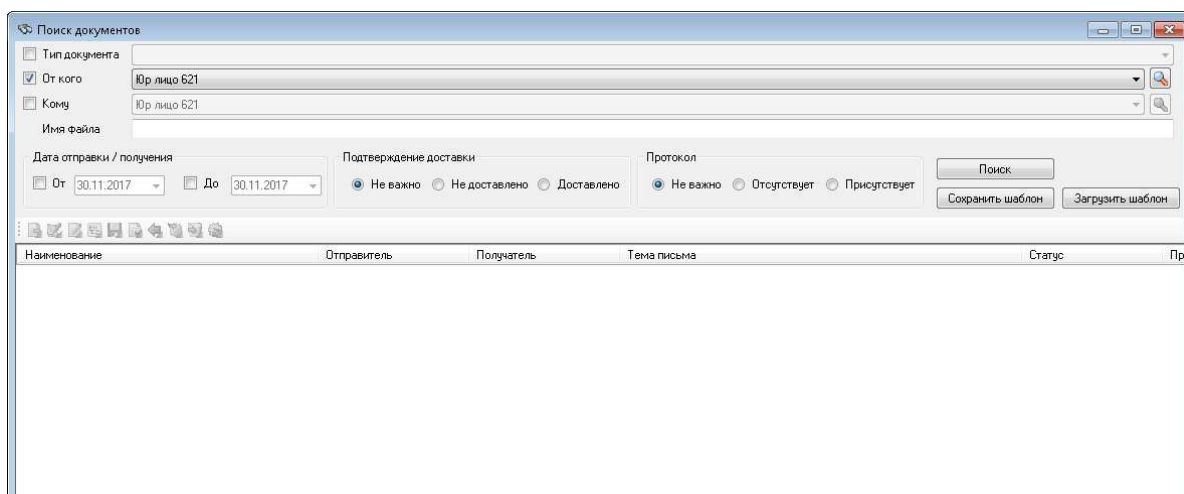 Поиск документов
Тип документа
От кого Юр лицо 621
Кому Юр лицо 621
Имя файла
Дата отправки / получения Подтверждение доставки Протокол
От 30.11.2017 До 30.11.2017 Не важно Не доставлено Доставлено Не важно Отсутствует Присутствует Поиск
Сохранить шаблон Загрузить шаблон
Наименование Отправитель Получатель Тема письма Статус Пр